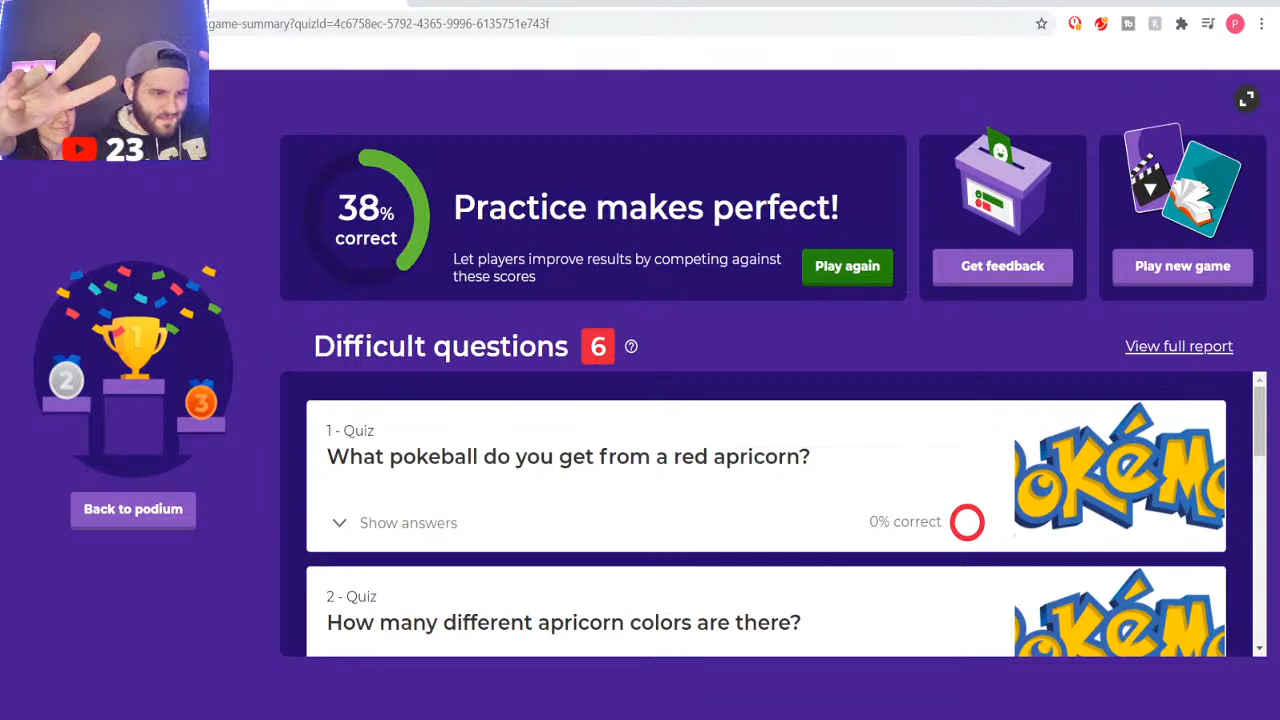 game-summary?quizId=4c6758ec-5792-4365-9996-6135751e743f
P
23
38%
correct
Practice makes perfect!
Let players improve results by competing against
these scores
Play again
Get feedback
Play new game
1
2
3
Back to podium
Difficult questions 6
View full report
1 - Quiz
What pokeball do you get from a red apricorn?
Show answers
0% correct
POKéMO
2 - Quiz
How many different apricorn colors are there?